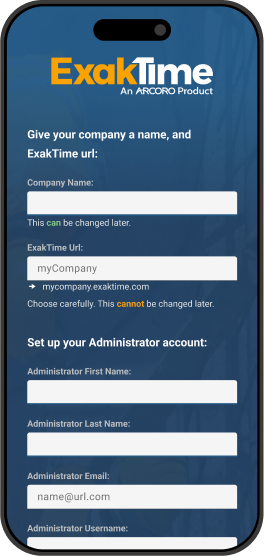 ExakTime
An ARCORO Product
Give your company a name, and
ExakTime url:
Company Name:
This can be changed later.
ExakTime Url:
myCompany
➔ mycompany.exaktime.com
Choose carefully. This cannot be changed later.
Set up your Administrator account:
Administrator First Name:
Administrator Last Name:
Administrator Email:
name@url.com
Administrator Username: